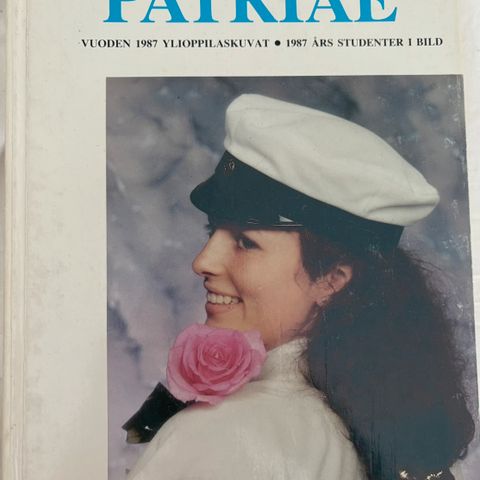 PATRIAE
VUODEN 1987 YLIOPPILASKUVAT ● 1987 ÅRS STUDENTER I BILD